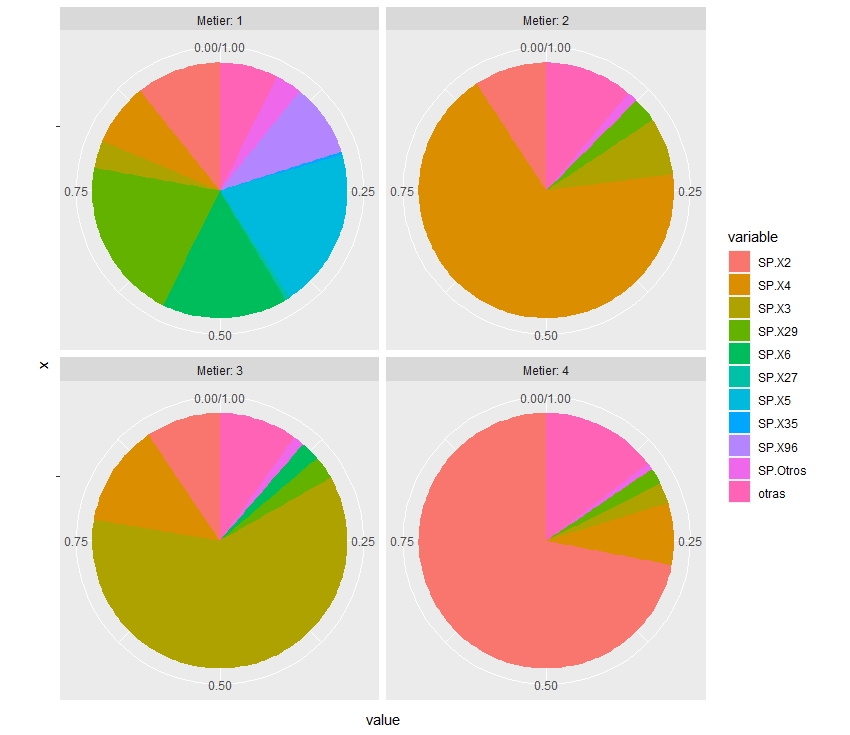 Metier: 1
Metier: 2
0.00/1.00
0.00/1.00
0.75
0.25
0.75
0.25
0.50
0.50
Metier: 3
Metier: 4
0.00/1.00
0.00/1.00
0.75
0.25
0.75
0.25
0.50
0.50
x
value
variable
SP.X2
SP.X4
SP.X3
SP.X29
SP.X6
SP.X27
SP.X5
SP.X35
SP.X96
SP.Otros
otras